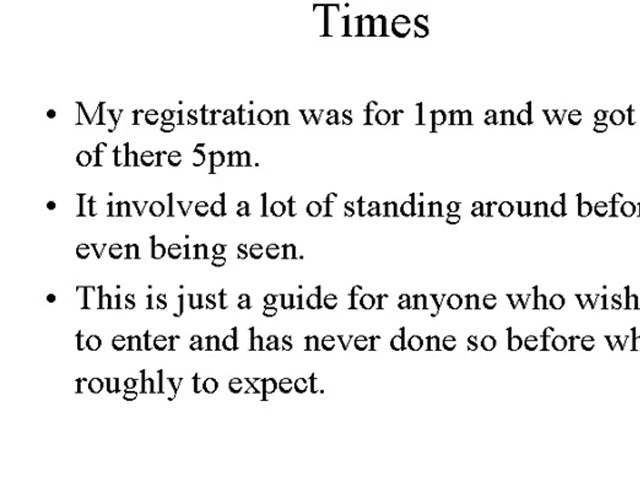 Times
• My registration was for 1pm and we got
of there 5pm.
• It involved a lot of standing around
even being seen.
• This is just a guide for anyone who
to enter and has never done so before
roughly to expect.